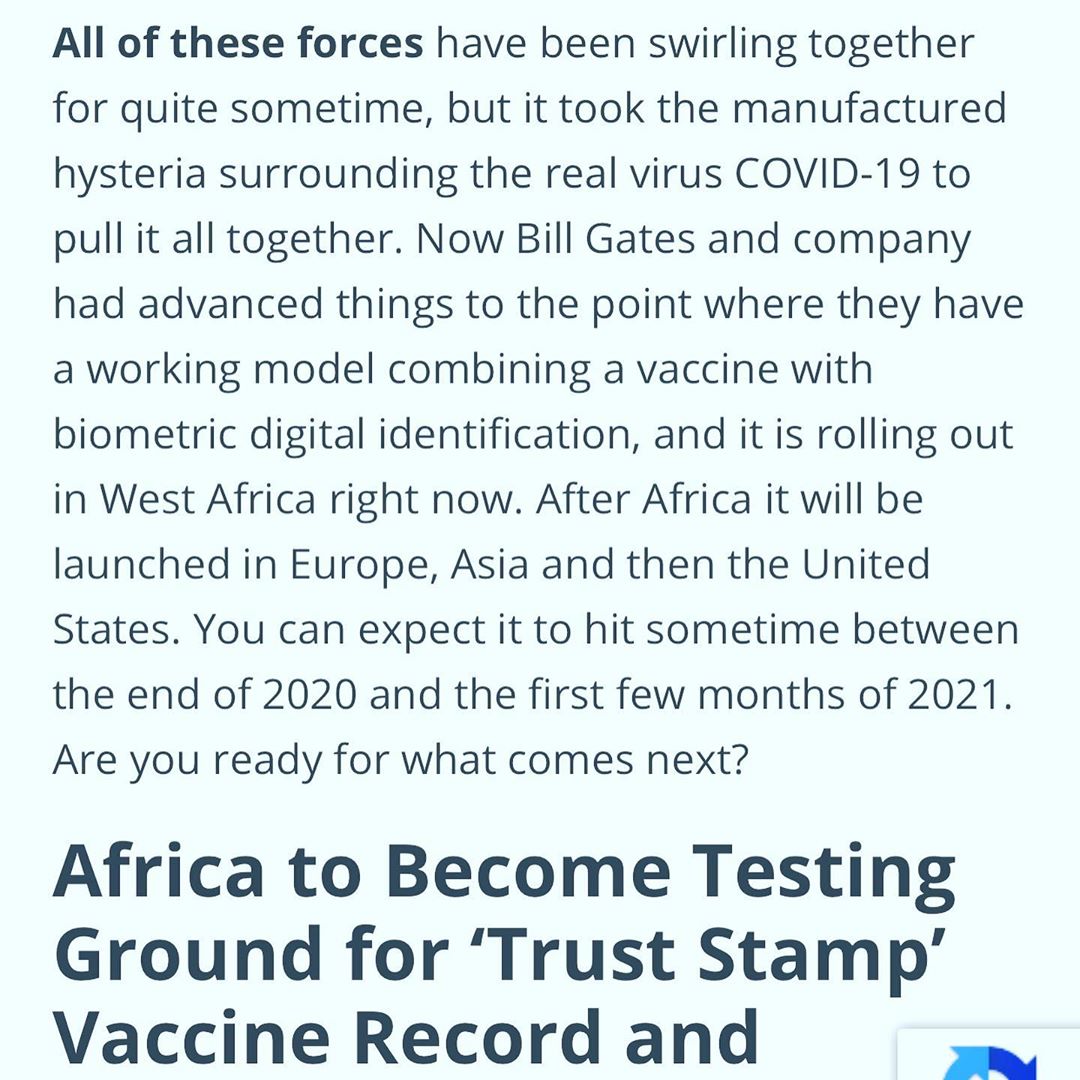 All of these forces have been swirling together
for quite sometime, but it took the manufactured
hysteria surrounding the real virus COVID-19 to
pull it all together. Now Bill Gates and company
had advanced things to the point where they have
a working model combining a vaccine with
biometric digital identification, and it is rolling out
in West Africa right now. After Africa it will be
launched in Europe, Asia and then the United
States. You can expect it to hit sometime between
the end of 2020 and the first few months of 2021.
Are you ready for what comes next?
Africa to Become Testing
Ground for ‘Trust Stamp’
Vaccine Record and